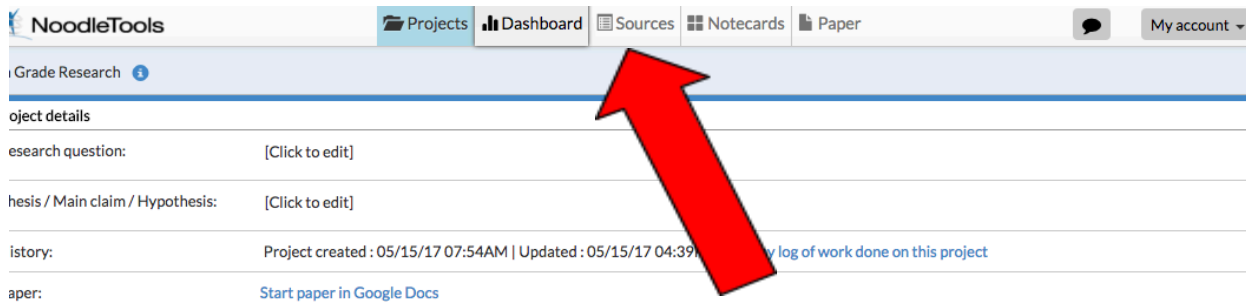 NoodleTools Projects Dashboard Sources Notecards Paper My account
Grade Research
oject details
esearch question: [Click to edit]
hesis / Main claim / Hypothesis: [Click to edit]
istory: Project created : 05/15/17 07:54AM | Updated : 05/15/17 04:39 log of work done on this project
aper: Start paper in Google Docs